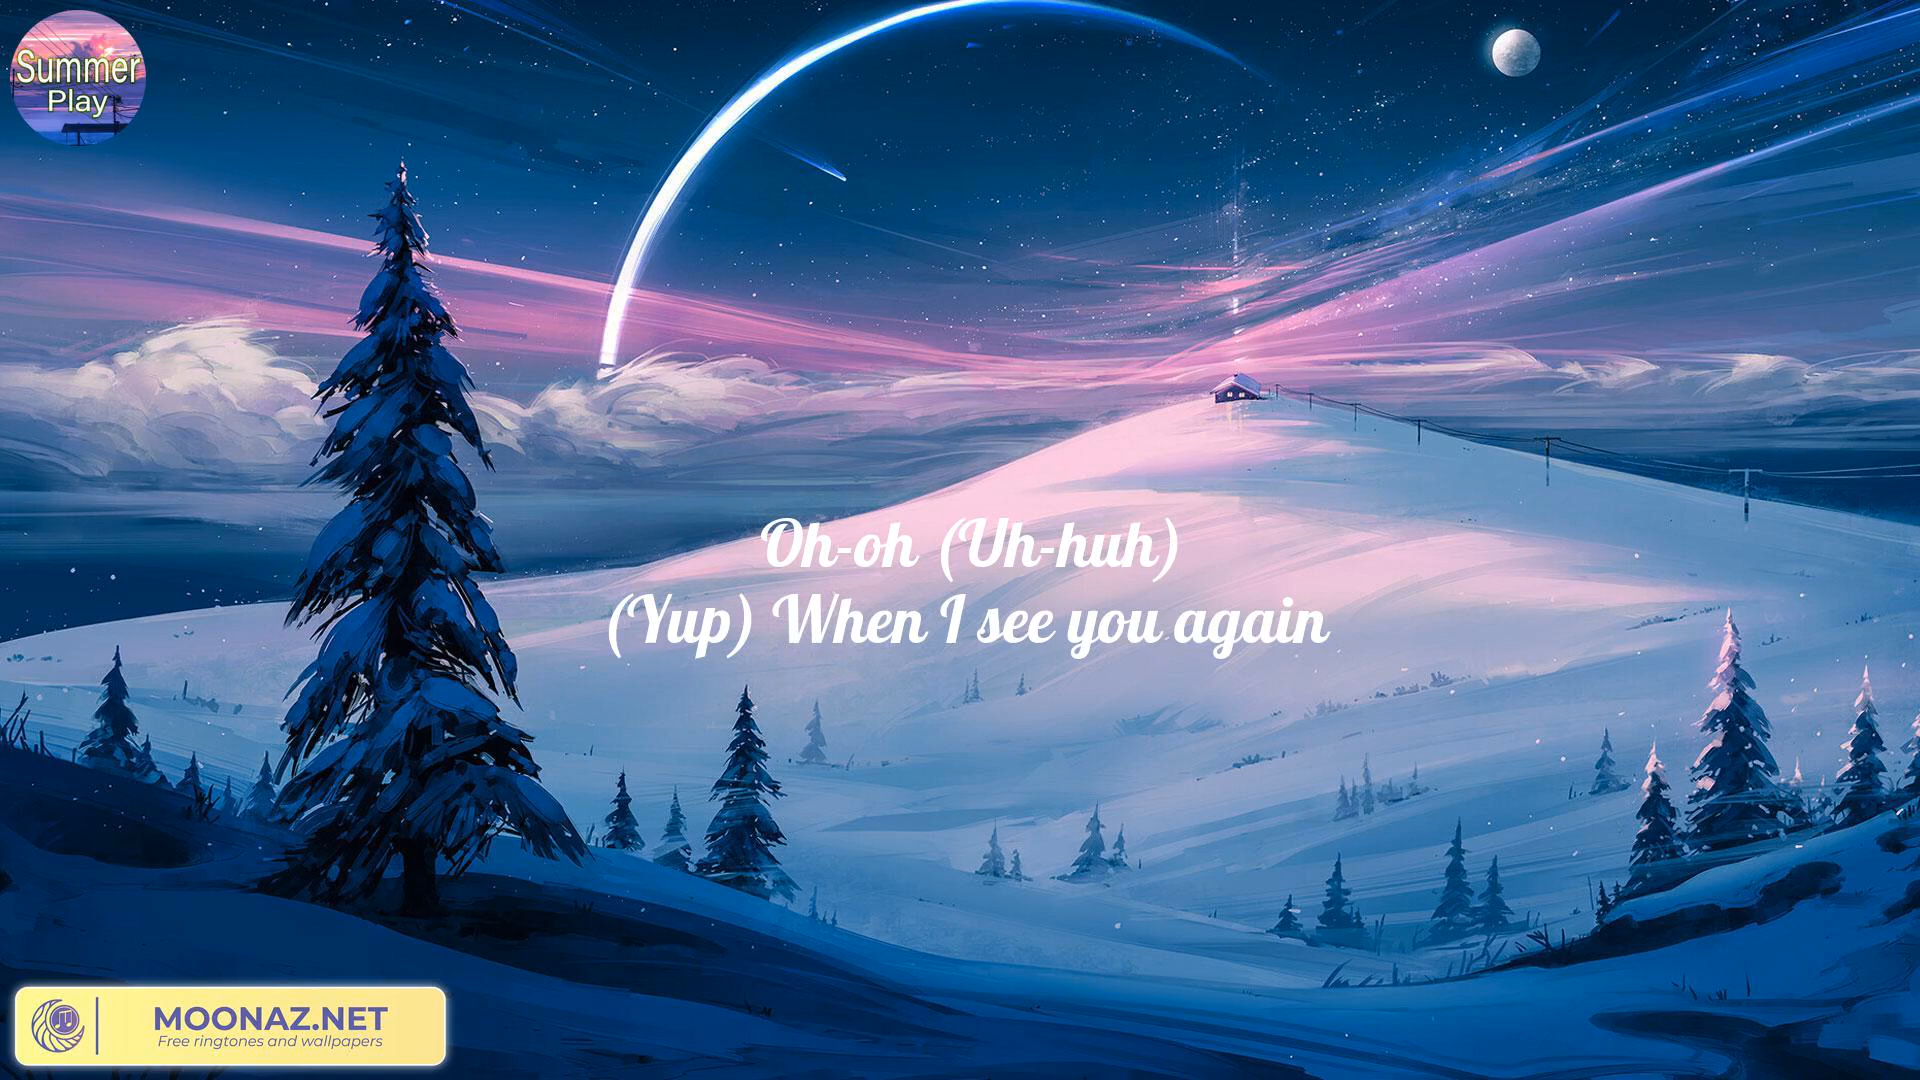 Summer
Play
Oh-oh (Uh-huh)
(Yup) When I see you again
MOONAZ.NET
Free ringtones and wallpapers